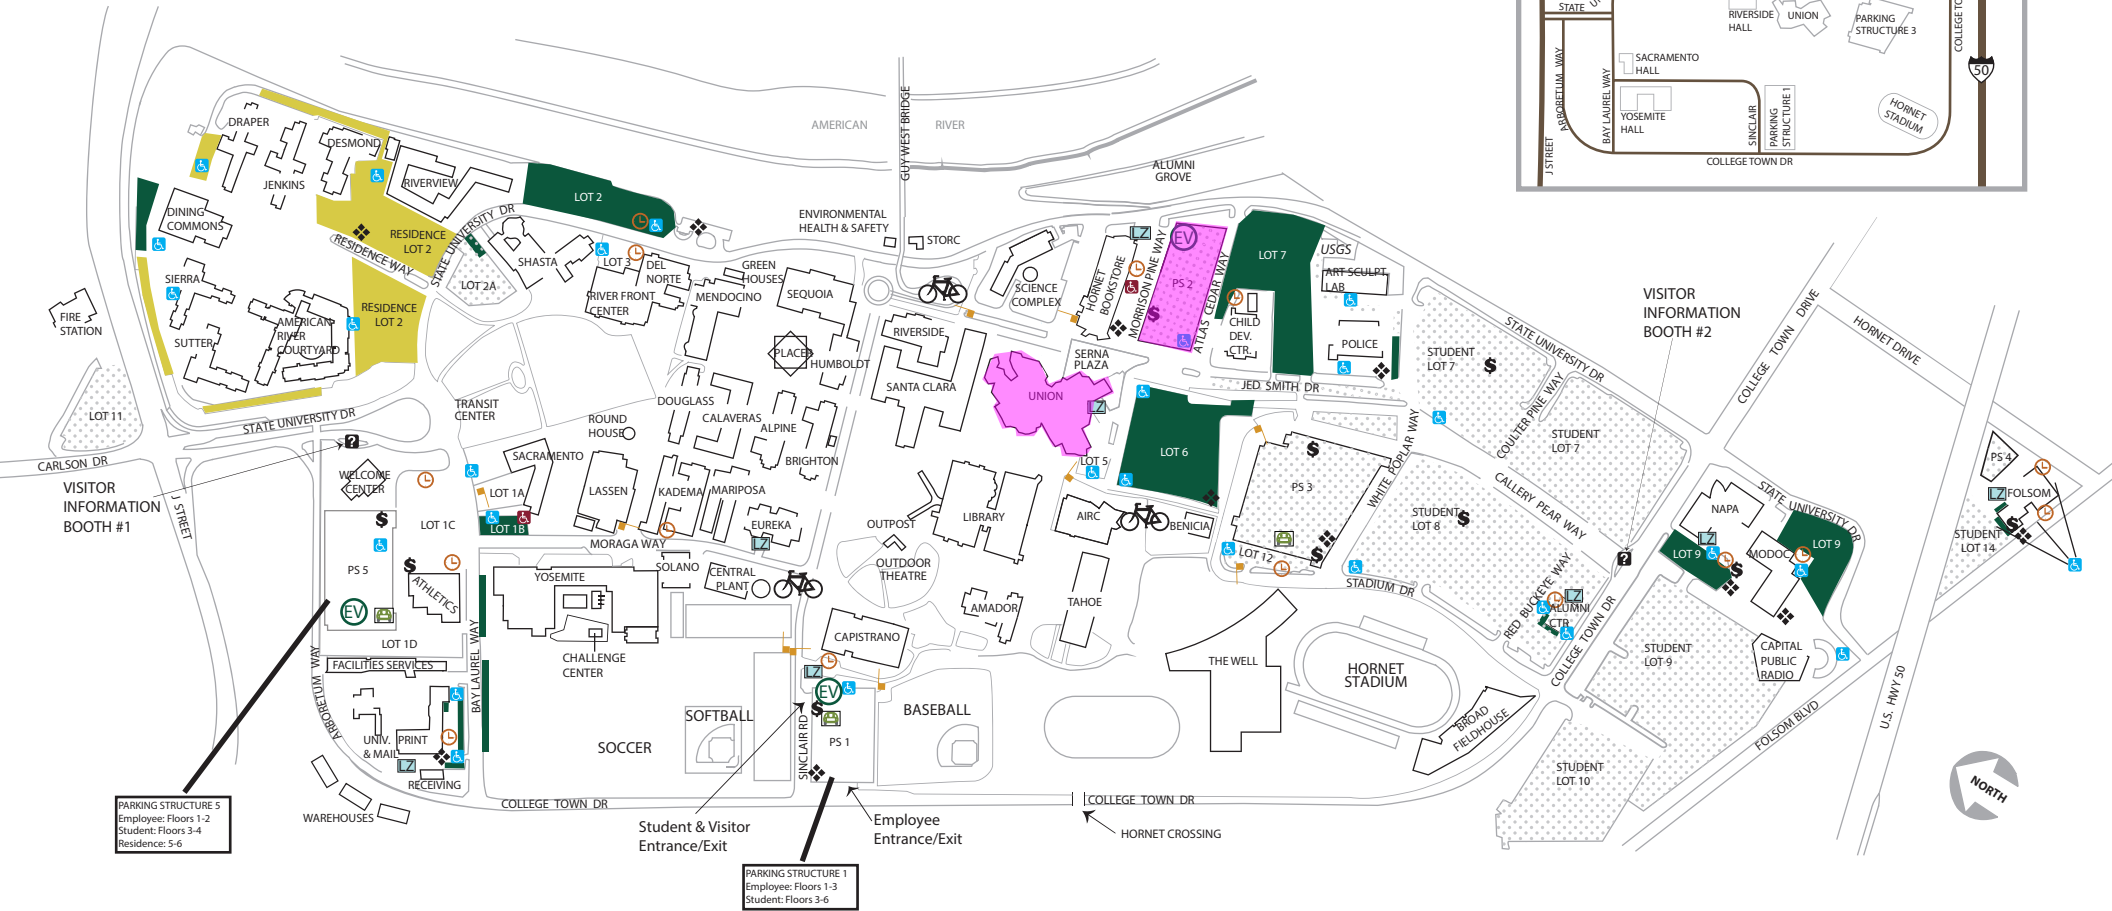 STATE
RIVERSIDE
HALL
UNION
PARKING
STRUCTURE 3
ARBORETUM WAY
BAY LAUREL WAY
SACRAMENTO
HALL
50
YOSEMITE
HALL
SINCLAIR
PARKING
STRUCTURE 1
HORNET
STADIUM
J STREET
COLLEGE TOWN DR
AMERICAN RIVER
GUY WEST BRIDGE
ALUMNI
GROVE
DRAPER
DESMOND
JENKINS
RIVERVIEW
DINING
COMMONS
LOT 2
RESIDENCE
LOT 2
RESIDENCE WAY
STATE UNIVERSITY DR
LOT 2A
SHASTA
LOT 3
DEL
NORTE
GREEN
HOUSES
ENVIRONMENTAL
HEALTH & SAFETY
STORC
SIERRA
RESIDENCE
LOT 2
RIVER FRONT
CENTER
MENDOCINO
SEQUOIA
SCIENCE
COMPLEX
HORNET
BOOKSTORE
LZ
MORRISON PINE WAY
EV
PS 2
$
ATLAS CEDAR WAY
LOT 7
USGS
ART SCULPT.
LAB
CHILD
DEV.
CTR.
POLICE
VISITOR
INFORMATION
BOOTH #2
STATE UNIVERSITY DR
COLLEGE TOWN DRIVE
HORNET DRIVE
FIRE
STATION
SUTTER
AMERICAN
RIVER
COURTYARD
PLACER
HUMBOLDT
RIVERSIDE
SANTA CLARA
SERNA
PLAZA
UNION
LZ
JED SMITH DR
STUDENT
LOT 7
$
COULTER PINE WAY
STUDENT
LOT 7
LOT 11
STATE UNIVERSITY DR
TRANSIT
CENTER
ROUND
HOUSE
DOUGLASS
CALAVERAS
ALPINE
BRIGHTON
LOT 5
LOT 6
$
PS 3
WHITE POPLAR WAY
CALLERY PEAR WAY
CARLSON DR
?
VISITOR
INFORMATION
BOOTH #1
J STREET
WELCOME
CENTER
SACRAMENTO
LOT 1A
LOT 1B
LOT 1C
LASSEN
KADEMA
MARIPOSA
EUREKA
LZ
MORAGA WAY
OUTPOST
LIBRARY
AIRC
BENICIA
STUDENT
LOT 8
$
STATE UNIVERSITY DR
NAPA
LZ
LOT 9
MODOC
LOT 9
$
PS 4
LZ
FOLSOM
$
STUDENT
LOT 14
$
PS 5
$
ATHLETICS
EV
LOT 1D
YOSEMITE
SOLANO
CENTRAL
PLANT
OUTDOOR
THEATRE
LOT 12
$
STADIUM DR
?
RED BUCKEYE WAY
LZ
ALUMNI
CTR
COLLEGE TOWN DR
AMADOR
TAHOE
CAPISTRANO
FACILITIES SERVICES
CHALLENGE
CENTER
BAY LAUREL WAY
ARBORETUM WAY
THE WELL
HORNET
STADIUM
STUDENT
LOT 9
CAPITAL
PUBLIC
RADIO
U.S. HWY 50
FOLSOM BLVD
LZ
EV
$
PS 1
SINCLAIR RD
SOFTBALL
BASEBALL
SOCCER
UNIV.
& MAIL
PRINT
LZ
RECEIVING
WAREHOUSES
BROAD
FIELDHOUSE
STUDENT
LOT 10
NORTH
COLLEGE TOWN DR
COLLEGE TOWN DR
HORNET CROSSING
PARKING STRUCTURE 5
Employee: Floors 1-2
Student: Floors 3-4
Residence: 5-6
Student & Visitor
Entrance/Exit
Employee
Entrance/Exit
PARKING STRUCTURE 1
Employee: Floors 1-3
Student: Floors 3-6